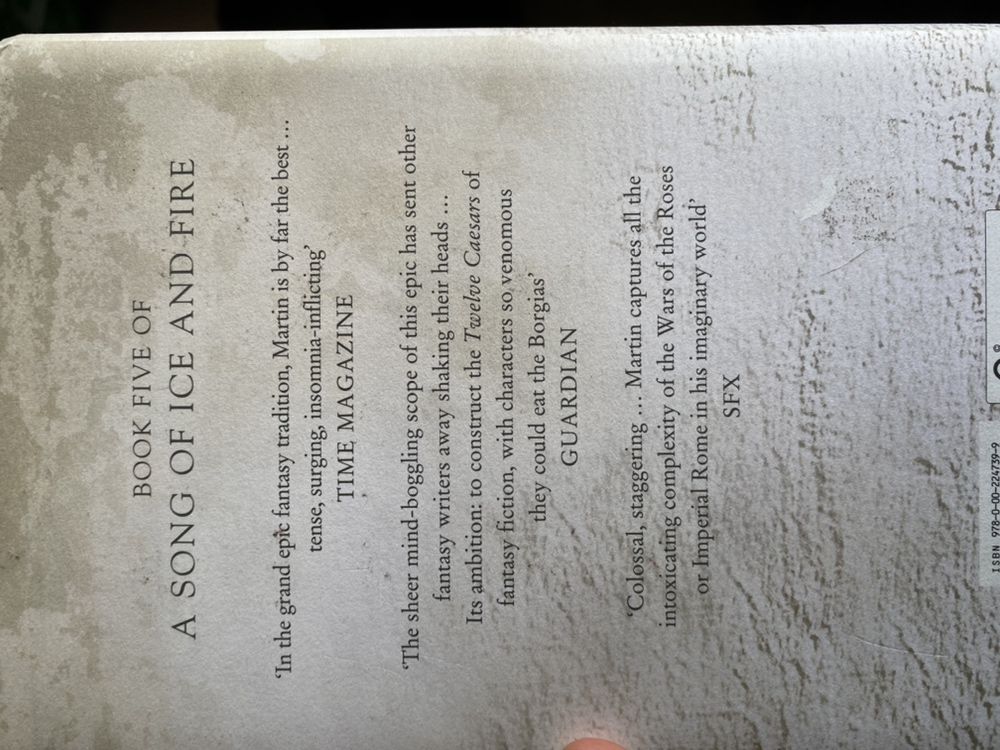 BOOK FIVE OF
A SONG OF ICE AND FIRE
‘In the grand epic fantasy tradition, Martin is by far the best …
tense, surging, insomnia-inflicting’
TIME MAGAZINE
‘The sheer mind-boggling scope of this epic has sent other
fantasy writers away shaking their heads …
Its ambition: to construct the Twelve Caesars of
fantasy fiction, with characters so venomous
they could eat the Borgias’
GUARDIAN
‘Colossal, staggering … Martin captures all the
intoxicating complexity of the Wars of the Roses
or Imperial Rome in his imaginary world’
SFX
ISBN 978-0-00-224739-9